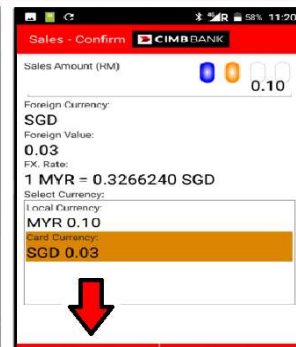 58% 11:20
Sales - Confirm CIMB BANK
Sales Amount (RM)
0.10
Foreign Currency:
SGD
Foreign Value:
0.03
FX. Rate:
1 MYR = 0.3266240 SGD
Select Currency:
Local Currency:
MYR 0.10
Card Currency:
SGD 0.03